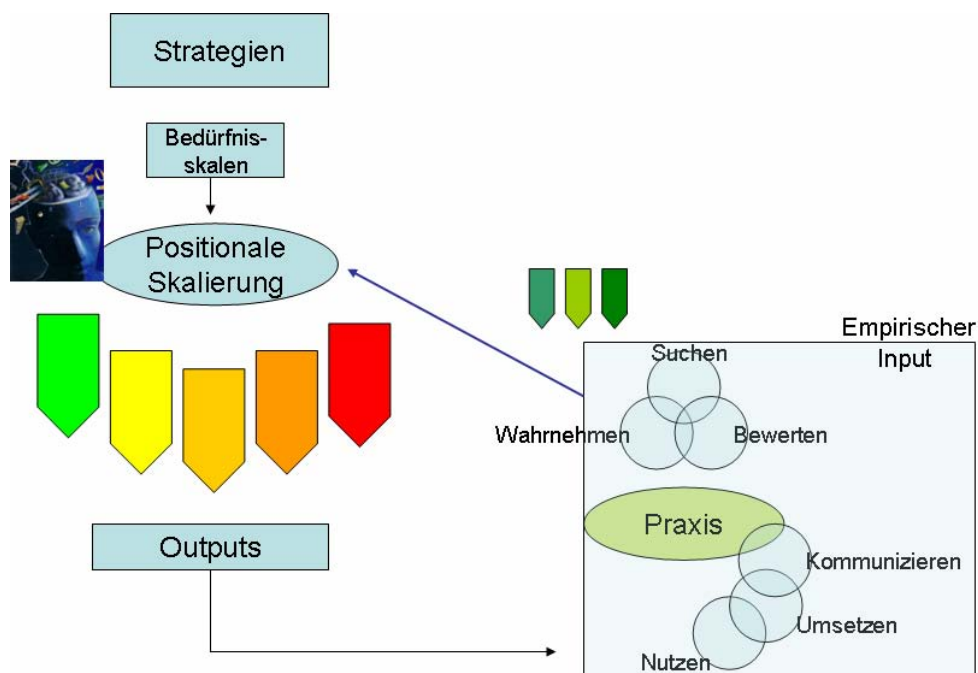 Strategien
Bedürfnis-
skalen
Positionale
Skalierung
Empirischer
Input
Suchen
Wahrnehmen
Bewerten
Praxis
Outputs
Kommunizieren
Umsetzen
Nutzen